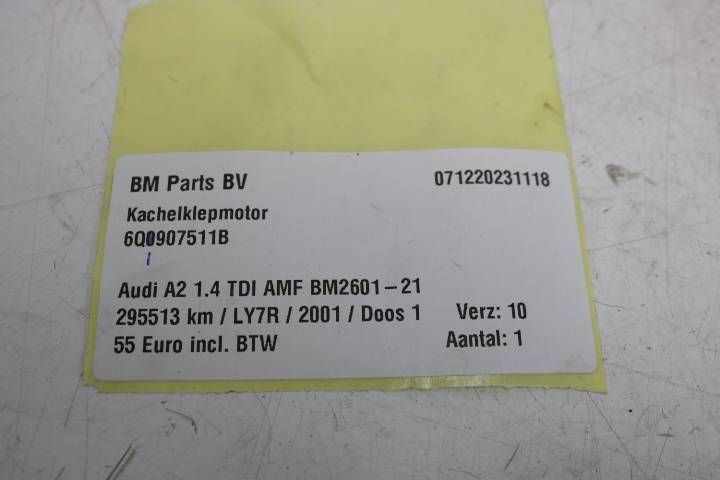 BM Parts BV 071220231118
Kachelklepmotor
6Q0907511B
1
Audi A2 1.4 TDI AMF BM2601-21
295513 km / LY7R / 2001 / Doos 1 Verz: 10
55 Euro incl. BTW Aantal: 1